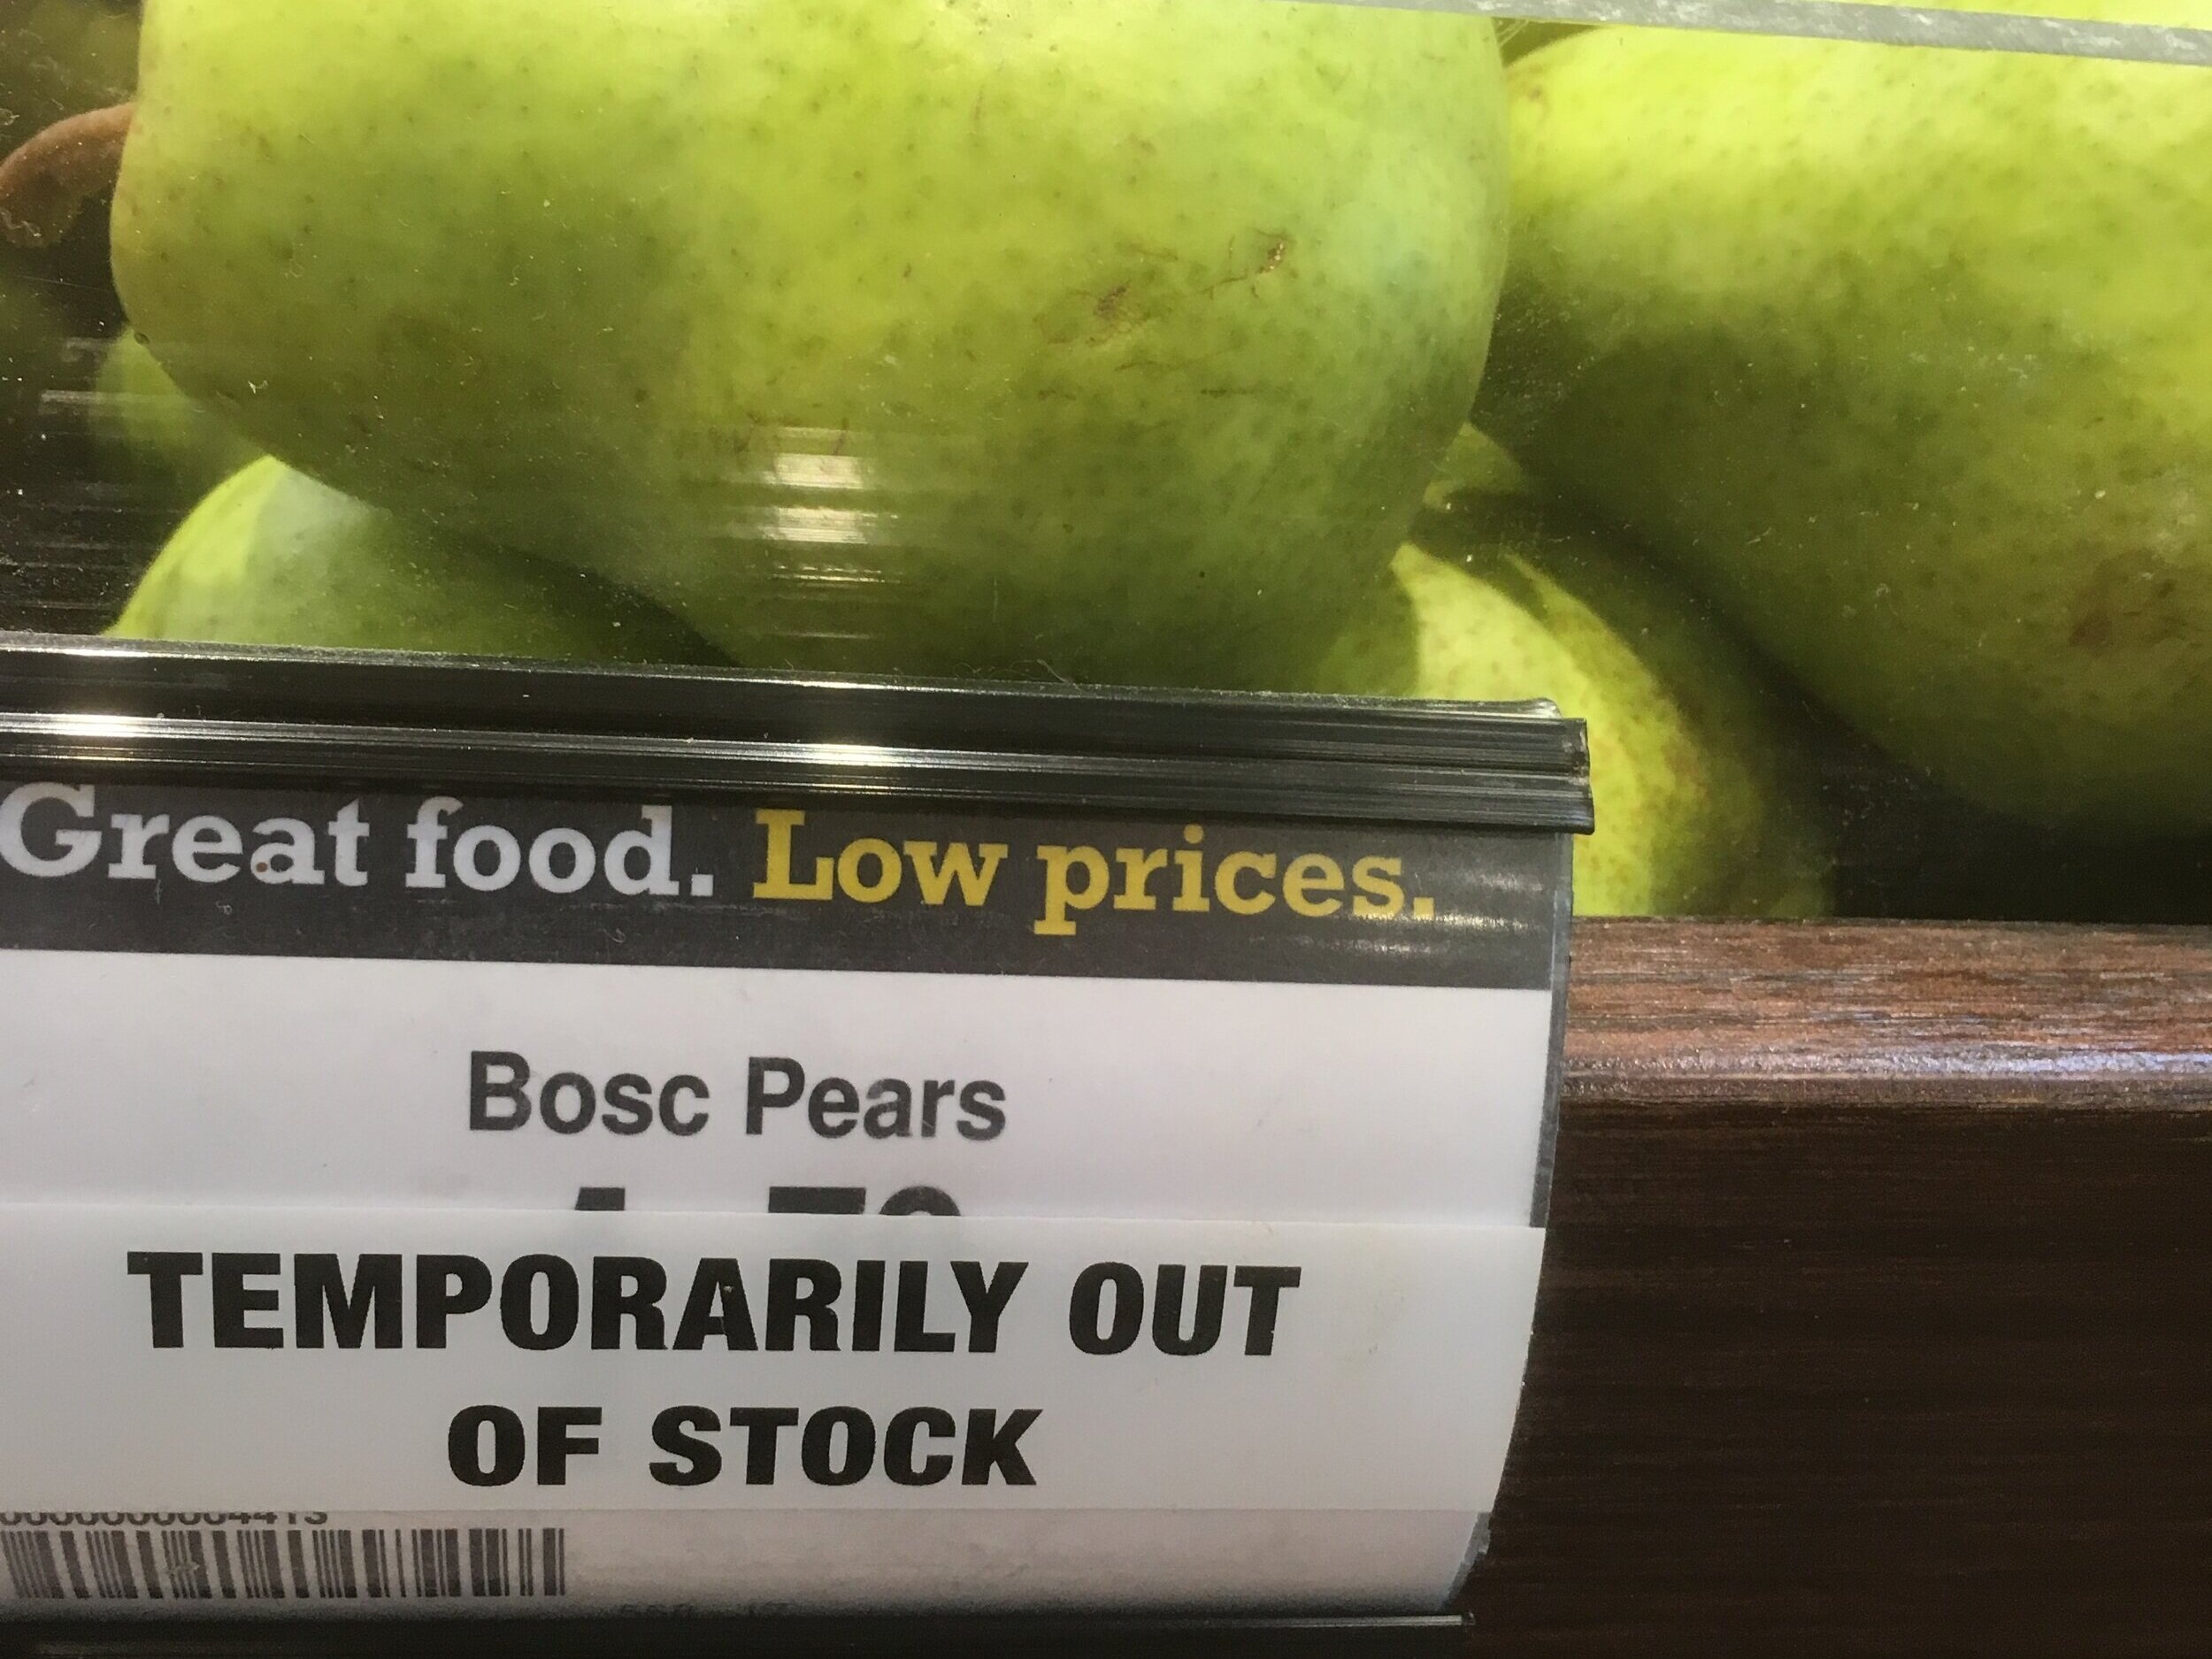 Great food. Low prices.
Bosc Pears
TEMPORARILY OUT
OF STOCK